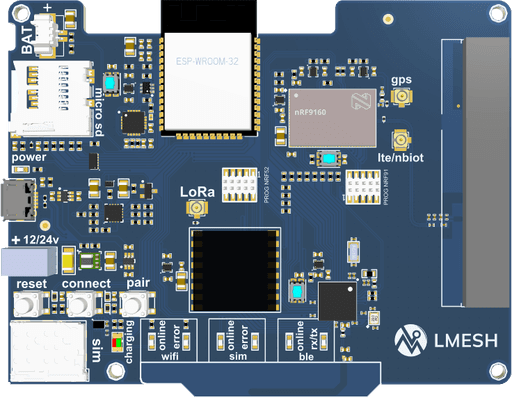 BAT
+
ESP-WROOM-32
micro sd
gps
nRF9160
lte/nbiot
power
PROG NRF52
PROG NRF91
LoRa
+ 12/24v
reset
connect
pair
sim
charging
online
error
wifi
online
error
sim
online
rx/tx
ble
LMESH